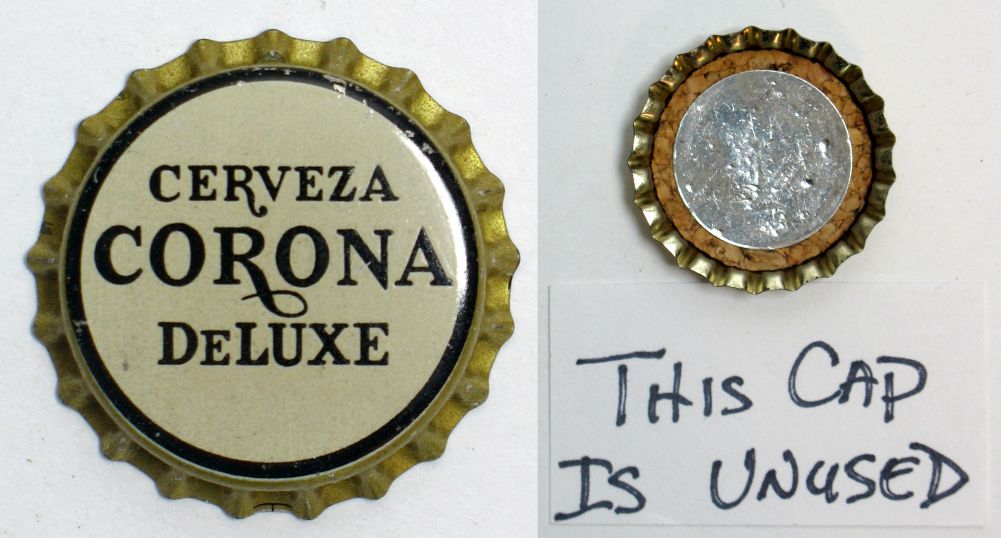 CERVEZA
CORONA
DELUXE
THIS CAP
IS UNUSED